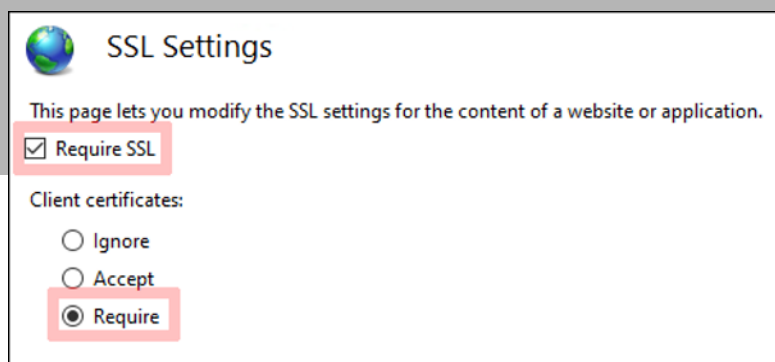 SSL Settings
This page lets you modify the SSL settings for the content of a website or application.
Require SSL
Client certificates:
Ignore
Accept
Require